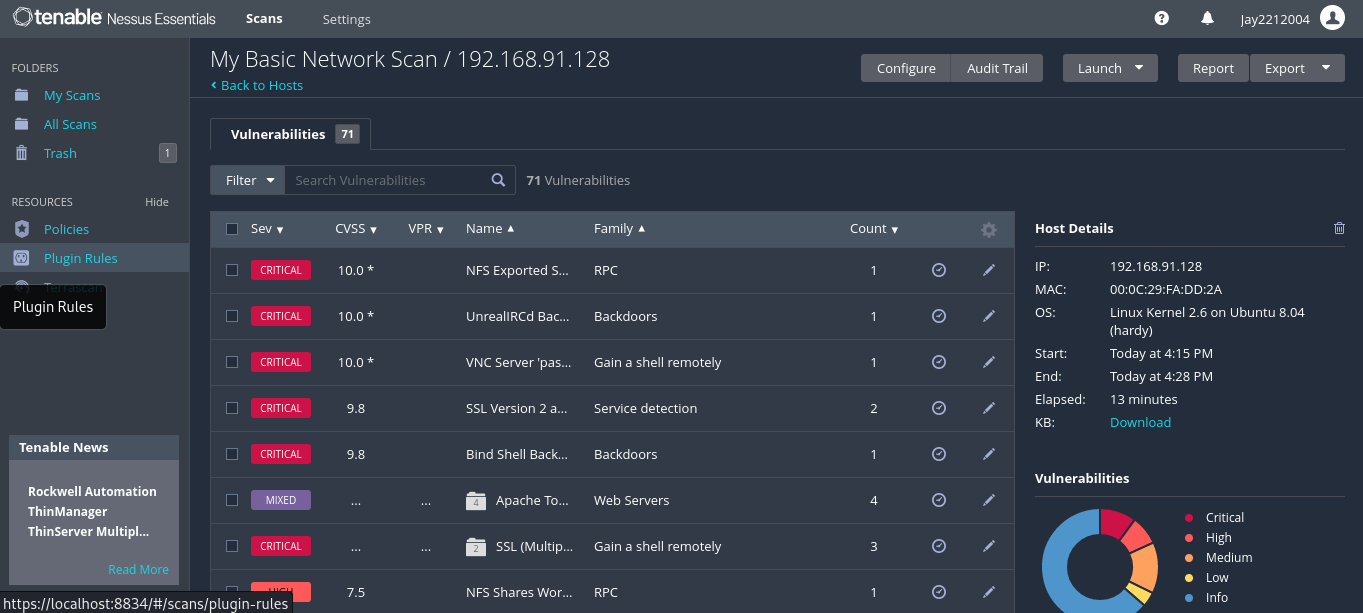 tenable Nessus Essentials
Scans
Settings
Jay2212004
FOLDERS
My Scans
All Scans
Trash
1
RESOURCES
Hide
Policies
Plugin Rules
Terrascan
Plugin Rules
Tenable News
Rockwell Automation
ThinManager
ThinServer Multipl...
Read More
https://localhost:8834/#/scans/plugin-rules
My Basic Network Scan / 192.168.91.128
Back to Hosts
Configure
Audit Trail
Launch
Report
Export
Vulnerabilities 71
Filter
Search Vulnerabilities
71 Vulnerabilities
Sev CVSS VPR Name Family Count
CRITICAL 10.0 * NFS Exported S... RPC 1
CRITICAL 10.0 * UnrealIRCd Bac... Backdoors 1
CRITICAL 10.0 * VNC Server 'pas... Gain a shell remotely 1
CRITICAL 9.8 SSL Version 2 a... Service detection 2
CRITICAL 9.8 Bind Shell Back... Backdoors 1
MIXED ... ... 4 Apache To... Web Servers 4
CRITICAL ... ... 2 SSL (Multip... Gain a shell remotely 3
HIGH 7.5 NFS Shares Wor... RPC 1
Host Details
IP: 192.168.91.128
MAC: 00:0C:29:FA:DD:2A
OS: Linux Kernel 2.6 on Ubuntu 8.04
(hardy)
Start: Today at 4:15 PM
End: Today at 4:28 PM
Elapsed: 13 minutes
KB: Download
Vulnerabilities
Critical
High
Medium
Low
Info